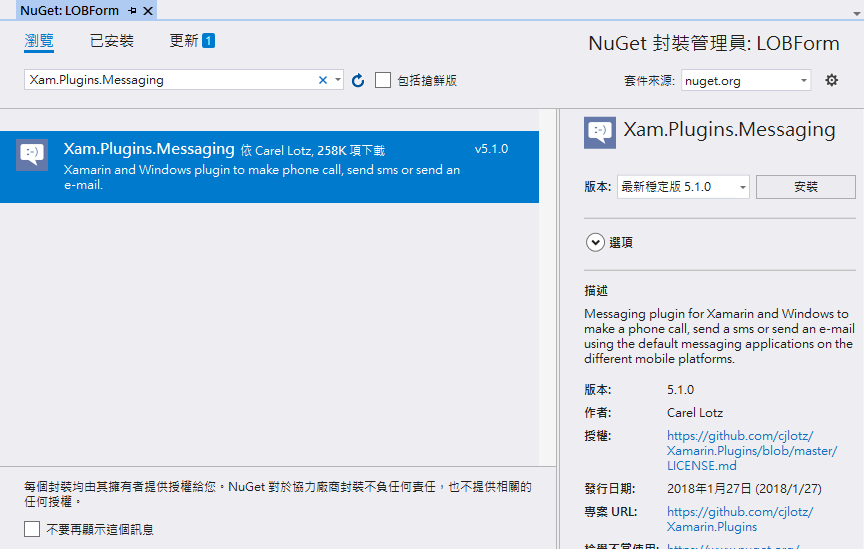 NuGet: LOBForm
瀏覽
已安裝
更新 1
NuGet 封裝管理員: LOBForm
Xam.Plugins.Messaging
包括搶鮮版
套件來源: nuget.org
Xam.Plugins.Messaging 依 Carel Lotz, 258K 項下載
v5.1.0
Xamarin and Windows plugin to make phone call, send sms or send an
e-mail.
每個封裝均由其擁有者提供授權給您。NuGet 對於協力廠商封裝不負任何責任，也不提供相關的
任何授權。
不要再顯示這個訊息
Xam.Plugins.Messaging
版本: 最新穩定版 5.1.0
安裝
選項
描述
Messaging plugin for Xamarin and Windows to
make a phone call, send a sms or send an e-mail
using the default messaging applications on the
different mobile platforms.
版本: 5.1.0
作者: Carel Lotz
授權: https://github.com/cjlotz/
Xamarin.Plugins/blob/master/
LICENSE.md
發行日期: 2018年1月27日 (2018/1/27)
專案 URL: https://github.com/cjlotz/
Xamarin.Plugins